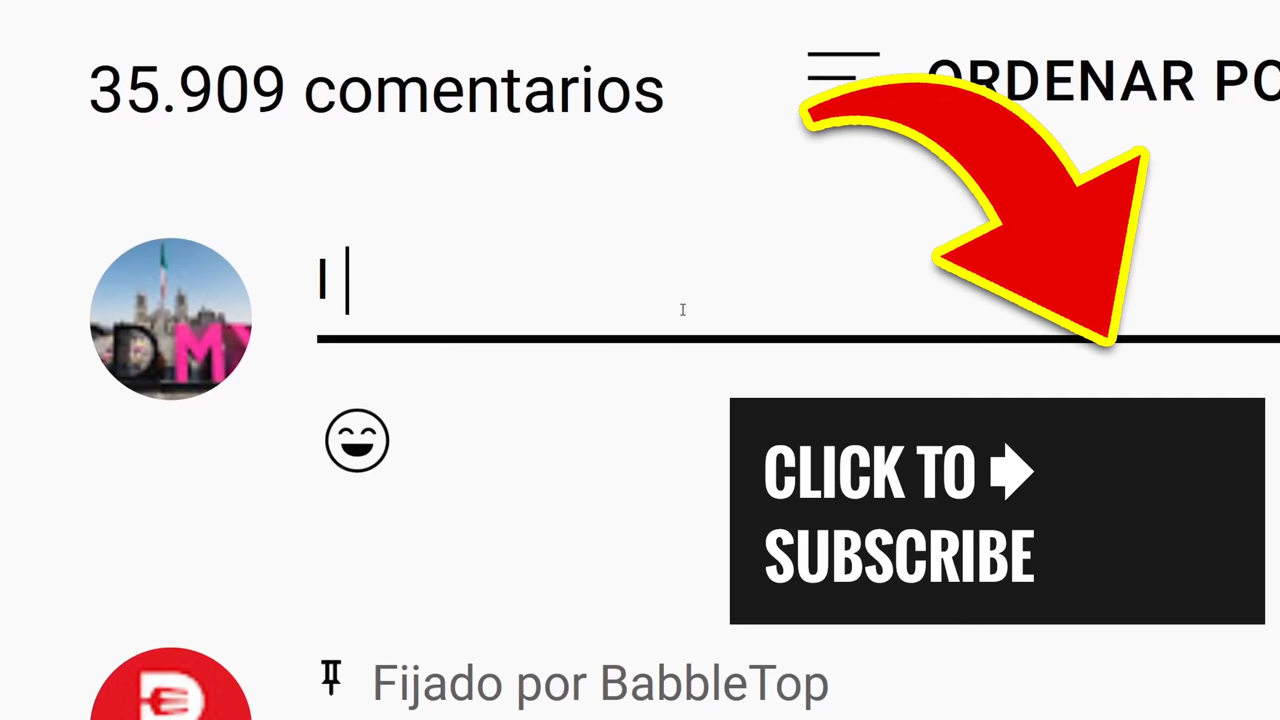 35.909 comentarios
ORDENAR PO
I
CLICK TO
SUBSCRIBE
Fijado por BabbleTop